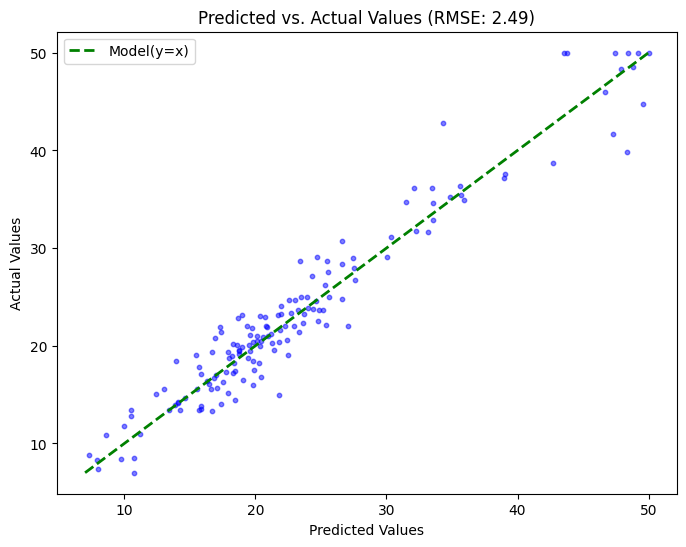 Predicted vs. Actual Values (RMSE: 2.49)
Model(y=x)
50
40
30
20
10
Actual Values
10
20
30
40
50
Predicted Values